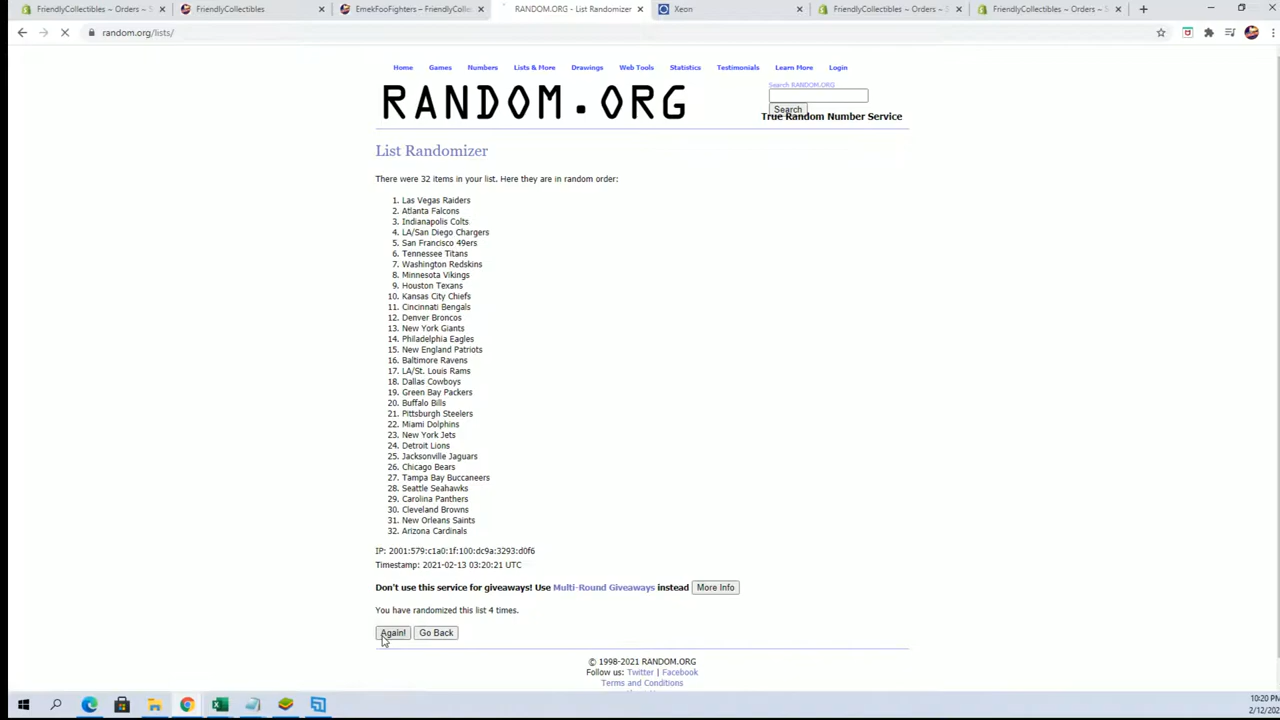 FriendlyCollectibles ~ Orders ~ S
FriendlyCollectibles
EmekFooFighters – FriendlyColle
RANDOM.ORG - List Randomizer
Xeon
FriendlyCollectibles ~ Orders ~ S
FriendlyCollectibles ~ Orders ~ S
random.org/lists/
Home Games Numbers Lists & More Drawings Web Tools Statistics Testimonials Learn More Login
RANDOM.ORG
Search RANDOM.ORG
Search
True Random Number Service
List Randomizer
There were 32 items in your list. Here they are in random order:
1. Las Vegas Raiders
2. Atlanta Falcons
3. Indianapolis Colts
4. LA/San Diego Chargers
5. San Francisco 49ers
6. Tennessee Titans
7. Washington Redskins
8. Minnesota Vikings
9. Houston Texans
10. Kansas City Chiefs
11. Cincinnati Bengals
12. Denver Broncos
13. New York Giants
14. Philadelphia Eagles
15. New England Patriots
16. Baltimore Ravens
17. LA/St. Louis Rams
18. Dallas Cowboys
19. Green Bay Packers
20. Buffalo Bills
21. Pittsburgh Steelers
22. Miami Dolphins
23. New York Jets
24. Detroit Lions
25. Jacksonville Jaguars
26. Chicago Bears
27. Tampa Bay Buccaneers
28. Seattle Seahawks
29. Carolina Panthers
30. Cleveland Browns
31. New Orleans Saints
32. Arizona Cardinals
IP: 2001:579:c1a0:1f:100:dc9a:3293:d0f6
Timestamp: 2021-02-13 03:20:21 UTC
Don't use this service for giveaways! Use Multi-Round Giveaways instead More Info
You have randomized this list 4 times.
Again! Go Back
© 1998-2021 RANDOM.ORG
Follow us: Twitter | Facebook
Terms and Conditions
10:20 PM
2/12/202